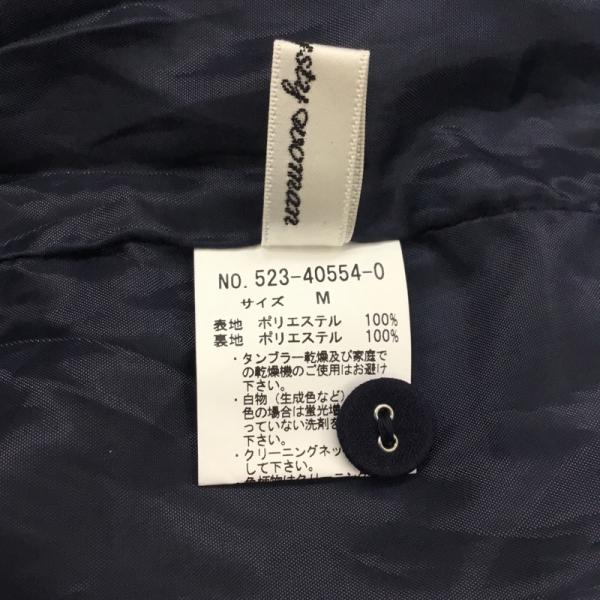 woman
NO. 523-40554-0
サイズ M
表地 ポリエステル 100%
裏地 ポリエステル 100%
・タンブラー乾燥及び家庭で
の乾燥機のご使用はお避け
下さい。
・白物（生成色など）
色の場合は蛍光増
っていない洗剤を
下さい。
・クリーニングネッ
して下さい。